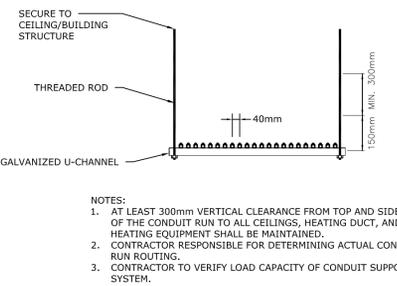 SECURE TO
CEILING/BUILDING
STRUCTURE
THREADED ROD
40mm
150mm MIN. 300mm
GALVANIZED U-CHANNEL
NOTES:
1. AT LEAST 300mm VERTICAL CLEARANCE FROM TOP AND SIDE
OF THE CONDUIT RUN TO ALL CEILINGS, HEATING DUCT, AN
HEATING EQUIPMENT SHALL BE MAINTAINED.
2. CONTRACTOR RESPONSIBLE FOR DETERMINING ACTUAL CON
RUN ROUTING.
3. CONTRACTOR TO VERIFY LOAD CAPACITY OF CONDUIT SUPPO
SYSTEM.